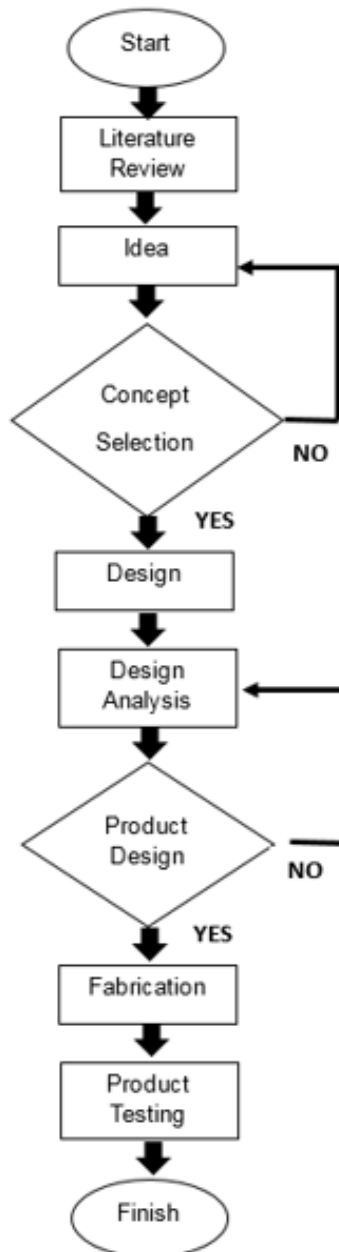 Start
Literature
Review
Idea
Concept
Selection
NO
YES
Design
Design
Analysis
Product
Design
NO
YES
Fabrication
Product
Testing
Finish